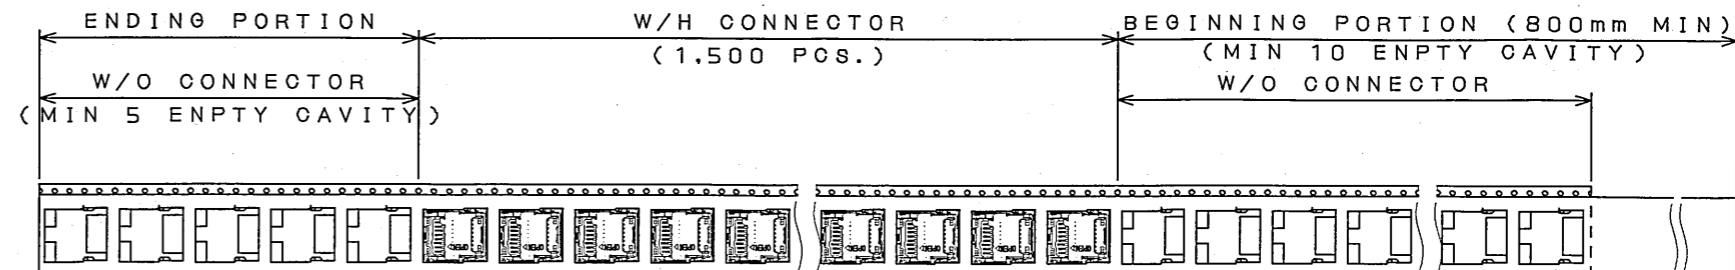 ENDING PORTION
W/H CONNECTOR
BEGINNING PORTION (800mm MIN)
(1,500 PCS.)
(MIN 10 ENPTY CAVITY)
W/O CONNECTOR
W/O CONNECTOR
(MIN 5 ENPTY CAVITY)